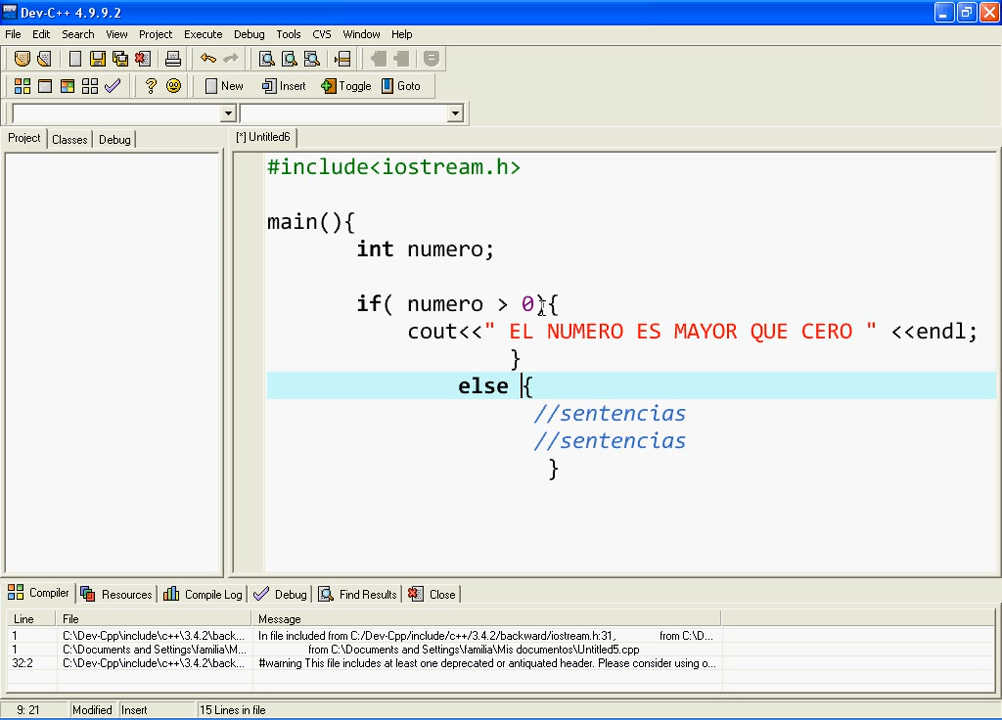 Dev-C++ 4.9.9.2
File Edit Search View Project Execute Debug Tools CVS Window Help
New Insert Toggle Goto
Project Classes Debug
[*] Untitled6
#include<iostream.h>
main(){
int numero;
if( numero > 0){
cout<<" EL NUMERO ES MAYOR QUE CERO " <<endl;
}
else {
//sentencias
//sentencias
}
Compiler Resources Compile Log Debug Find Results Close
Line File Message
1 C:\Dev-Cpp\include\c++\3.4.2\back... In file included from C:/Dev-Cpp/include/c++/3.4.2/backward/iostream.h:31, from C:\D...
1 C:\Documents and Settings\familia\M... from C:\Documents and Settings\familia\Mis documentos\Untitled5.cpp
32:2 C:\Dev-Cpp\include\c++\3.4.2\back... #warning This file includes at least one deprecated or antiquated header. Please consider using o...
9: 21 Modified Insert 15 Lines in file